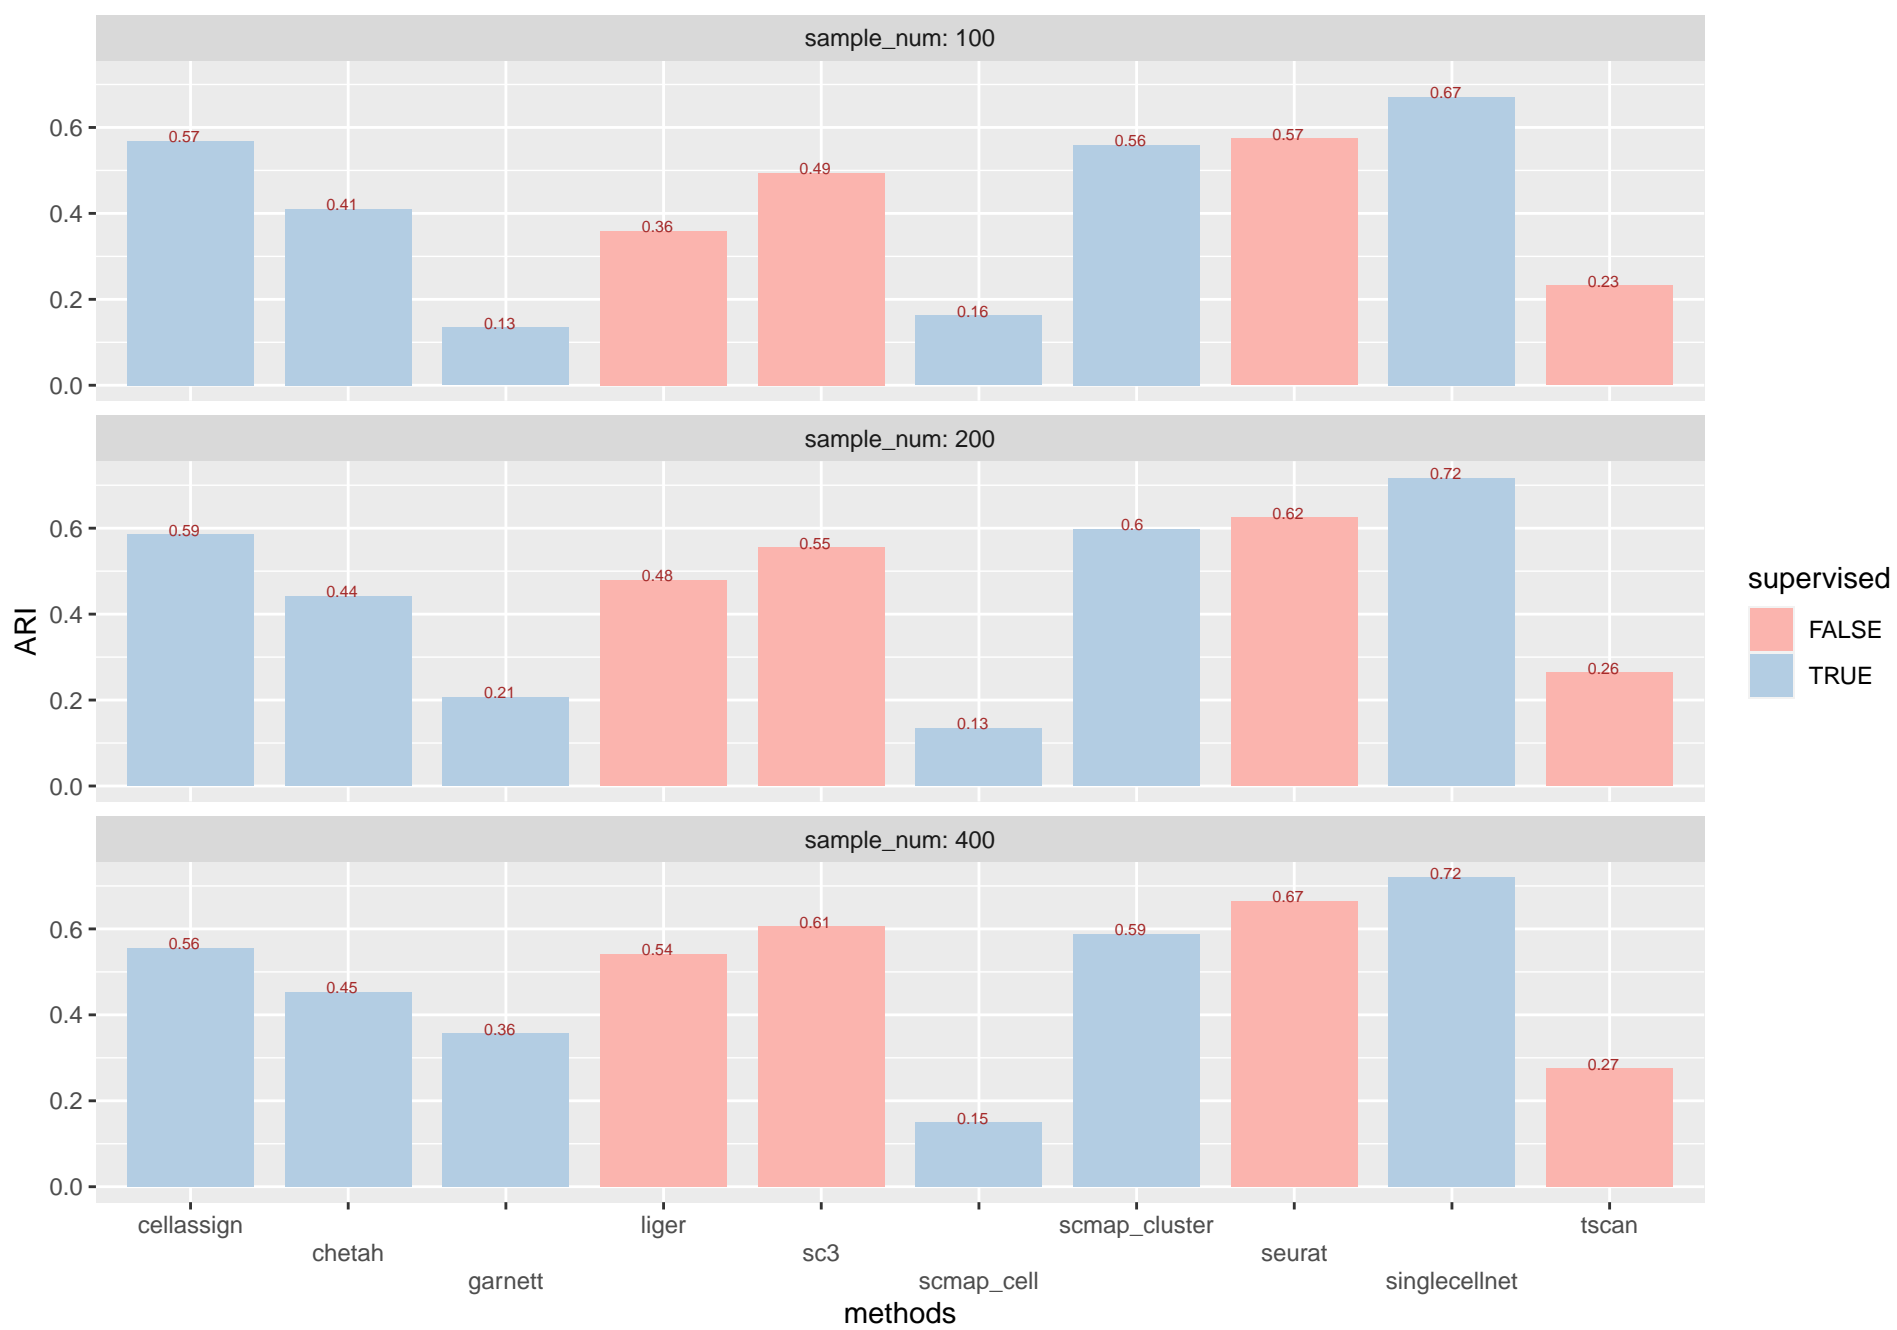 sample_num: 100
0.6
0.4
0.2
0.0
0.57
0.41
0.13
0.36
0.49
0.16
0.56
0.57
0.67
0.23
sample_num: 200
0.6
0.4
0.2
0.0
0.59
0.44
0.21
0.48
0.55
0.13
0.6
0.62
0.72
0.26
sample_num: 400
0.6
0.4
0.2
0.0
0.56
0.45
0.36
0.54
0.61
0.15
0.59
0.67
0.72
0.27
ARI
cellassign
chetah
garnett
liger
sc3
scmap_cell
scmap_cluster
seurat
singlecellnet
tscan
methods
supervised
FALSE
TRUE